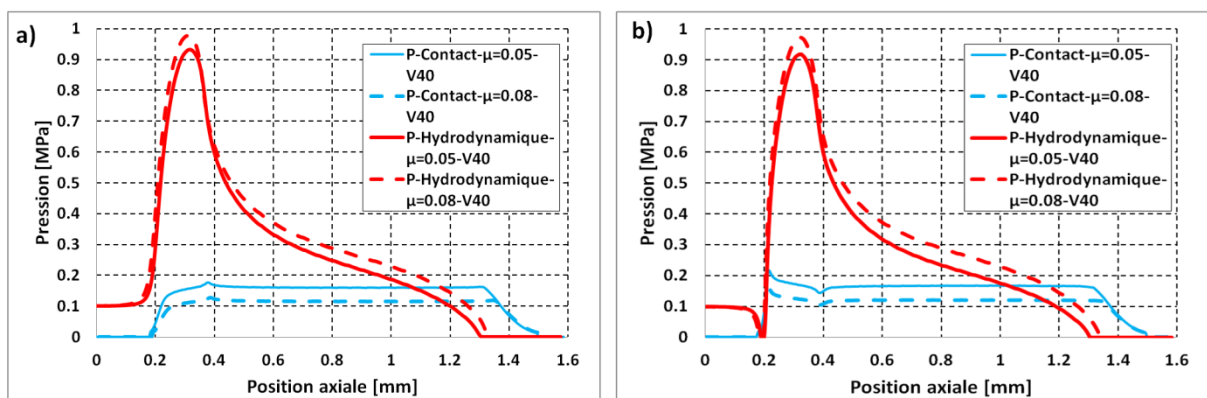 a)
Pression [MPa]
1
0.9
0.8
0.7
0.6
0.5
0.4
0.3
0.2
0.1
0
P-Contact-μ=0.05-
V40
P-Contact-μ=0.08-
V40
P-Hydrodynamique-
μ=0.05-V40
P-Hydrodynamique-
μ=0.08-V40
0 0.2 0.4 0.6 0.8 1 1.2 1.4 1.6
Position axiale [mm]
b)
Pression [MPa]
1
0.9
0.8
0.7
0.6
0.5
0.4
0.3
0.2
0.1
0
P-Contact-μ=0.05-
V40
P-Contact-μ=0.08-
V40
P-Hydrodynamique-
μ=0.05-V40
P-Hydrodynamique-
μ=0.08-V40
0 0.2 0.4 0.6 0.8 1 1.2 1.4 1.6
Position axiale [mm]